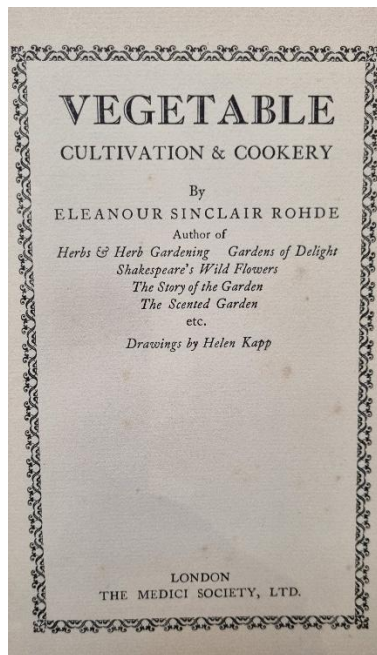 VEGETABLE
CULTIVATION & COOKERY
By
ELEANOUR SINCLAIR ROHDE
Author of
Herbs & Herb Gardening Gardens of Delight
Shakespeare's Wild Flowers
The Story of the Garden
The Scented Garden
etc.
Drawings by Helen Kapp
LONDON
THE MEDICI SOCIETY, LTD.